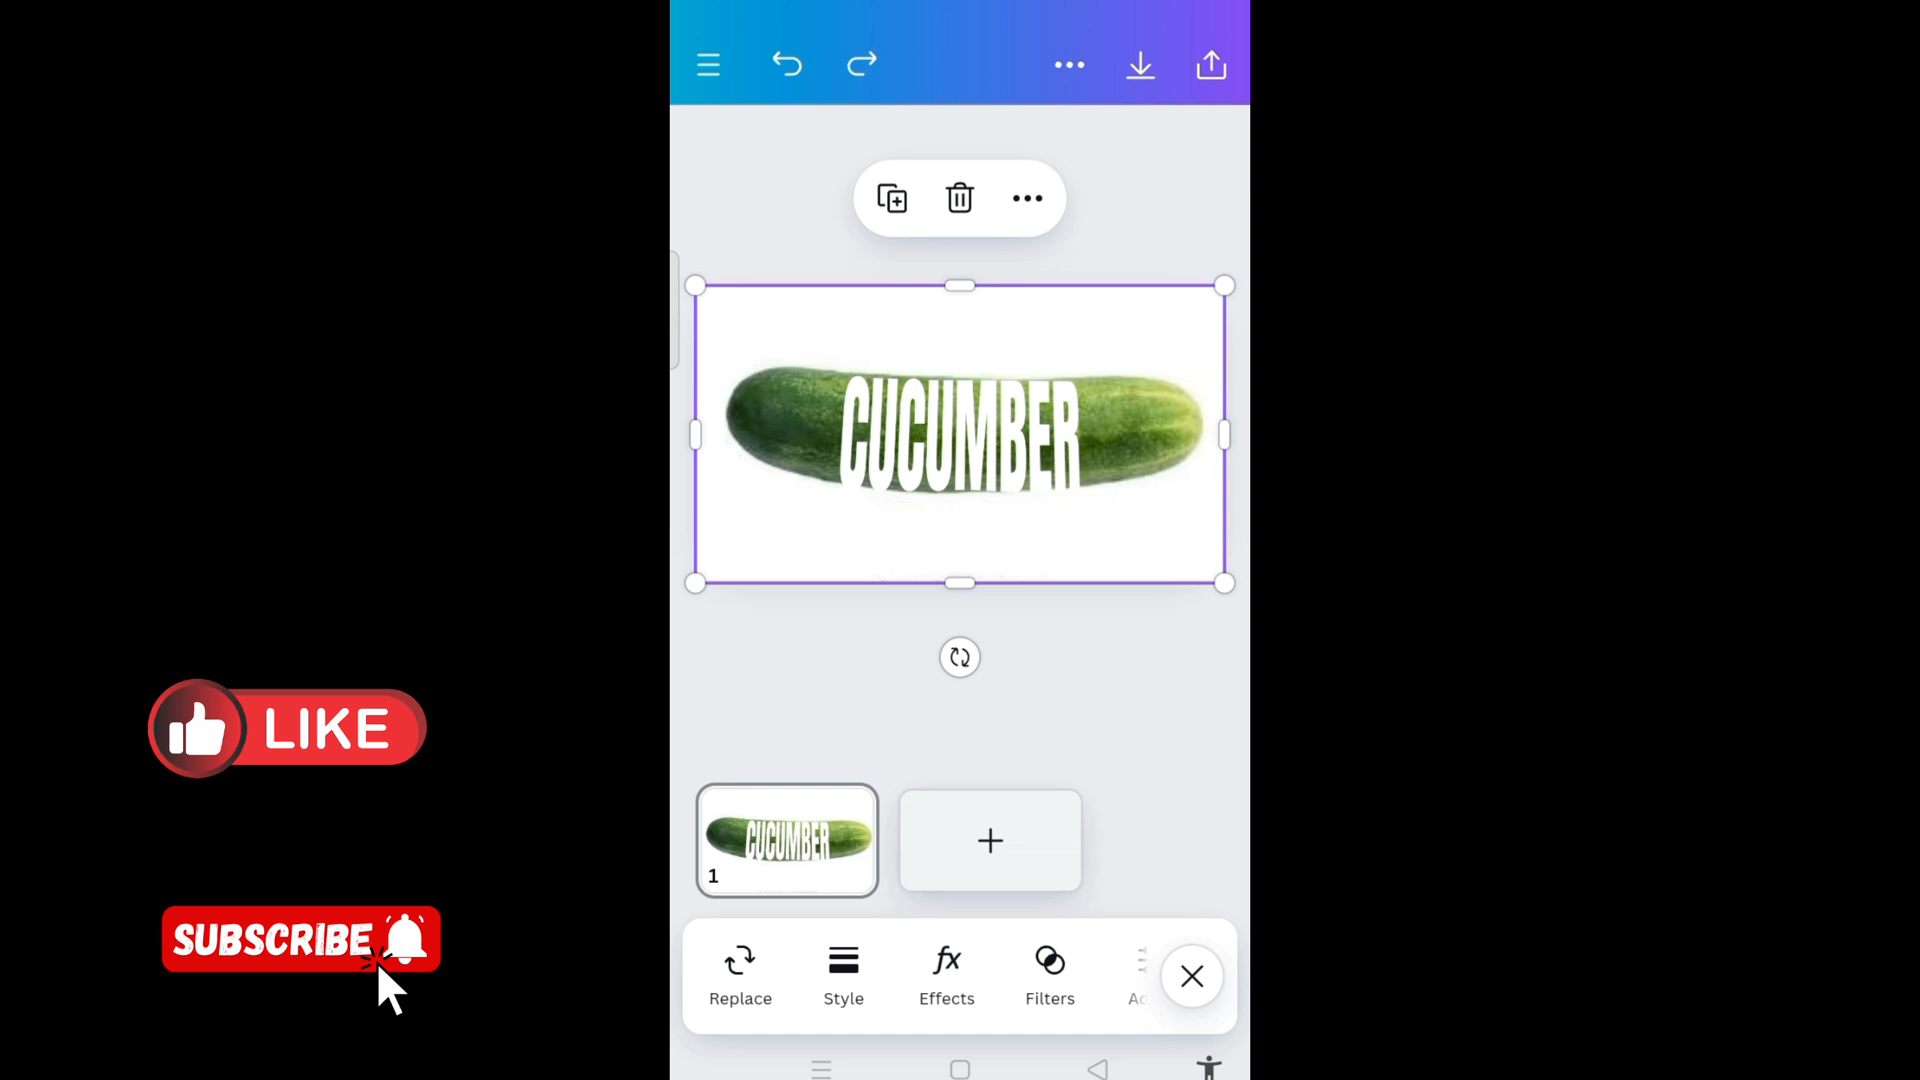 CUCUMBER
LIKE
CUCUMBER
1
SUBSCRIBE
Replace
Style
Effects
Filters